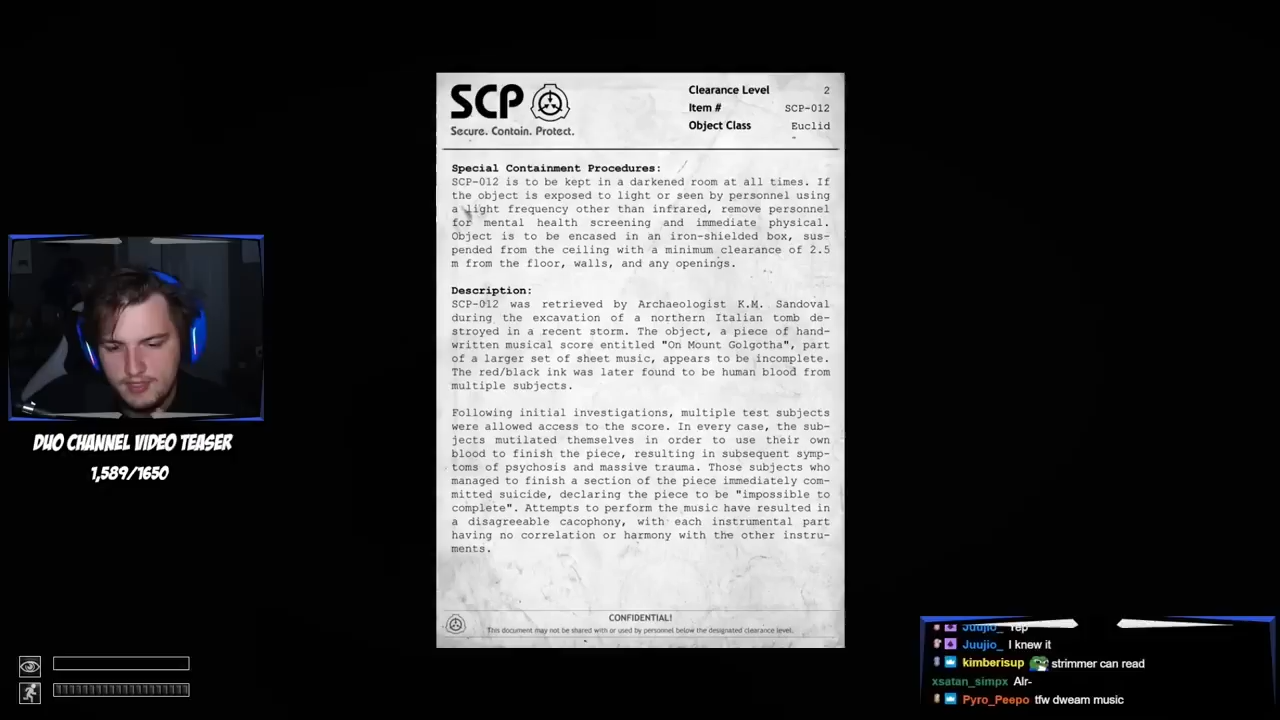 SCP
Secure. Contain. Protect.
Clearance Level 2
Item # SCP-012
Object Class Euclid
Special Containment Procedures:
SCP-012 is to be kept in a darkened room at all times. If
the object is exposed to light or seen by personnel using
a light frequency other than infrared, remove personnel
for mental health screening and immediate physical.
Object is to be encased in an iron-shielded box, sus-
pended from the ceiling with a minimum clearance of 2.5
m from the floor, walls, and any openings.
Description:
SCP-012 was retrieved by Archaeologist K.M. Sandoval
during the excavation of a northern Italian tomb de-
stroyed in a recent storm. The object, a piece of hand-
written musical score entitled "On Mount Golgotha", part
of a larger set of sheet music, appears to be incomplete.
The red/black ink was later found to be human blood from
multiple subjects.
Following initial investigations, multiple test subjects
were allowed access to the score. In every case, the sub-
jects mutilated themselves in order to use their own
blood to finish the piece, resulting in subsequent symp-
toms of psychosis and massive trauma. Those subjects who
managed to finish a section of the piece immediately com-
mitted suicide, declaring the piece to be "impossible to
complete". Attempts to perform the music have resulted in
a disagreeable cacophony, with each instrumental part
having no correlation or harmony with the other instru-
ments.
CONFIDENTIAL!
This document may not be shared with or used by personnel below the designated clearance level.
DUO CHANNEL VIDEO TEASER
1,589/1650
Juujio_ Yep
Juujio_ I knew it
kimberisup strimmer can read
xsatan_simpx Alr-
Pyro_Peepo tfw dweam music